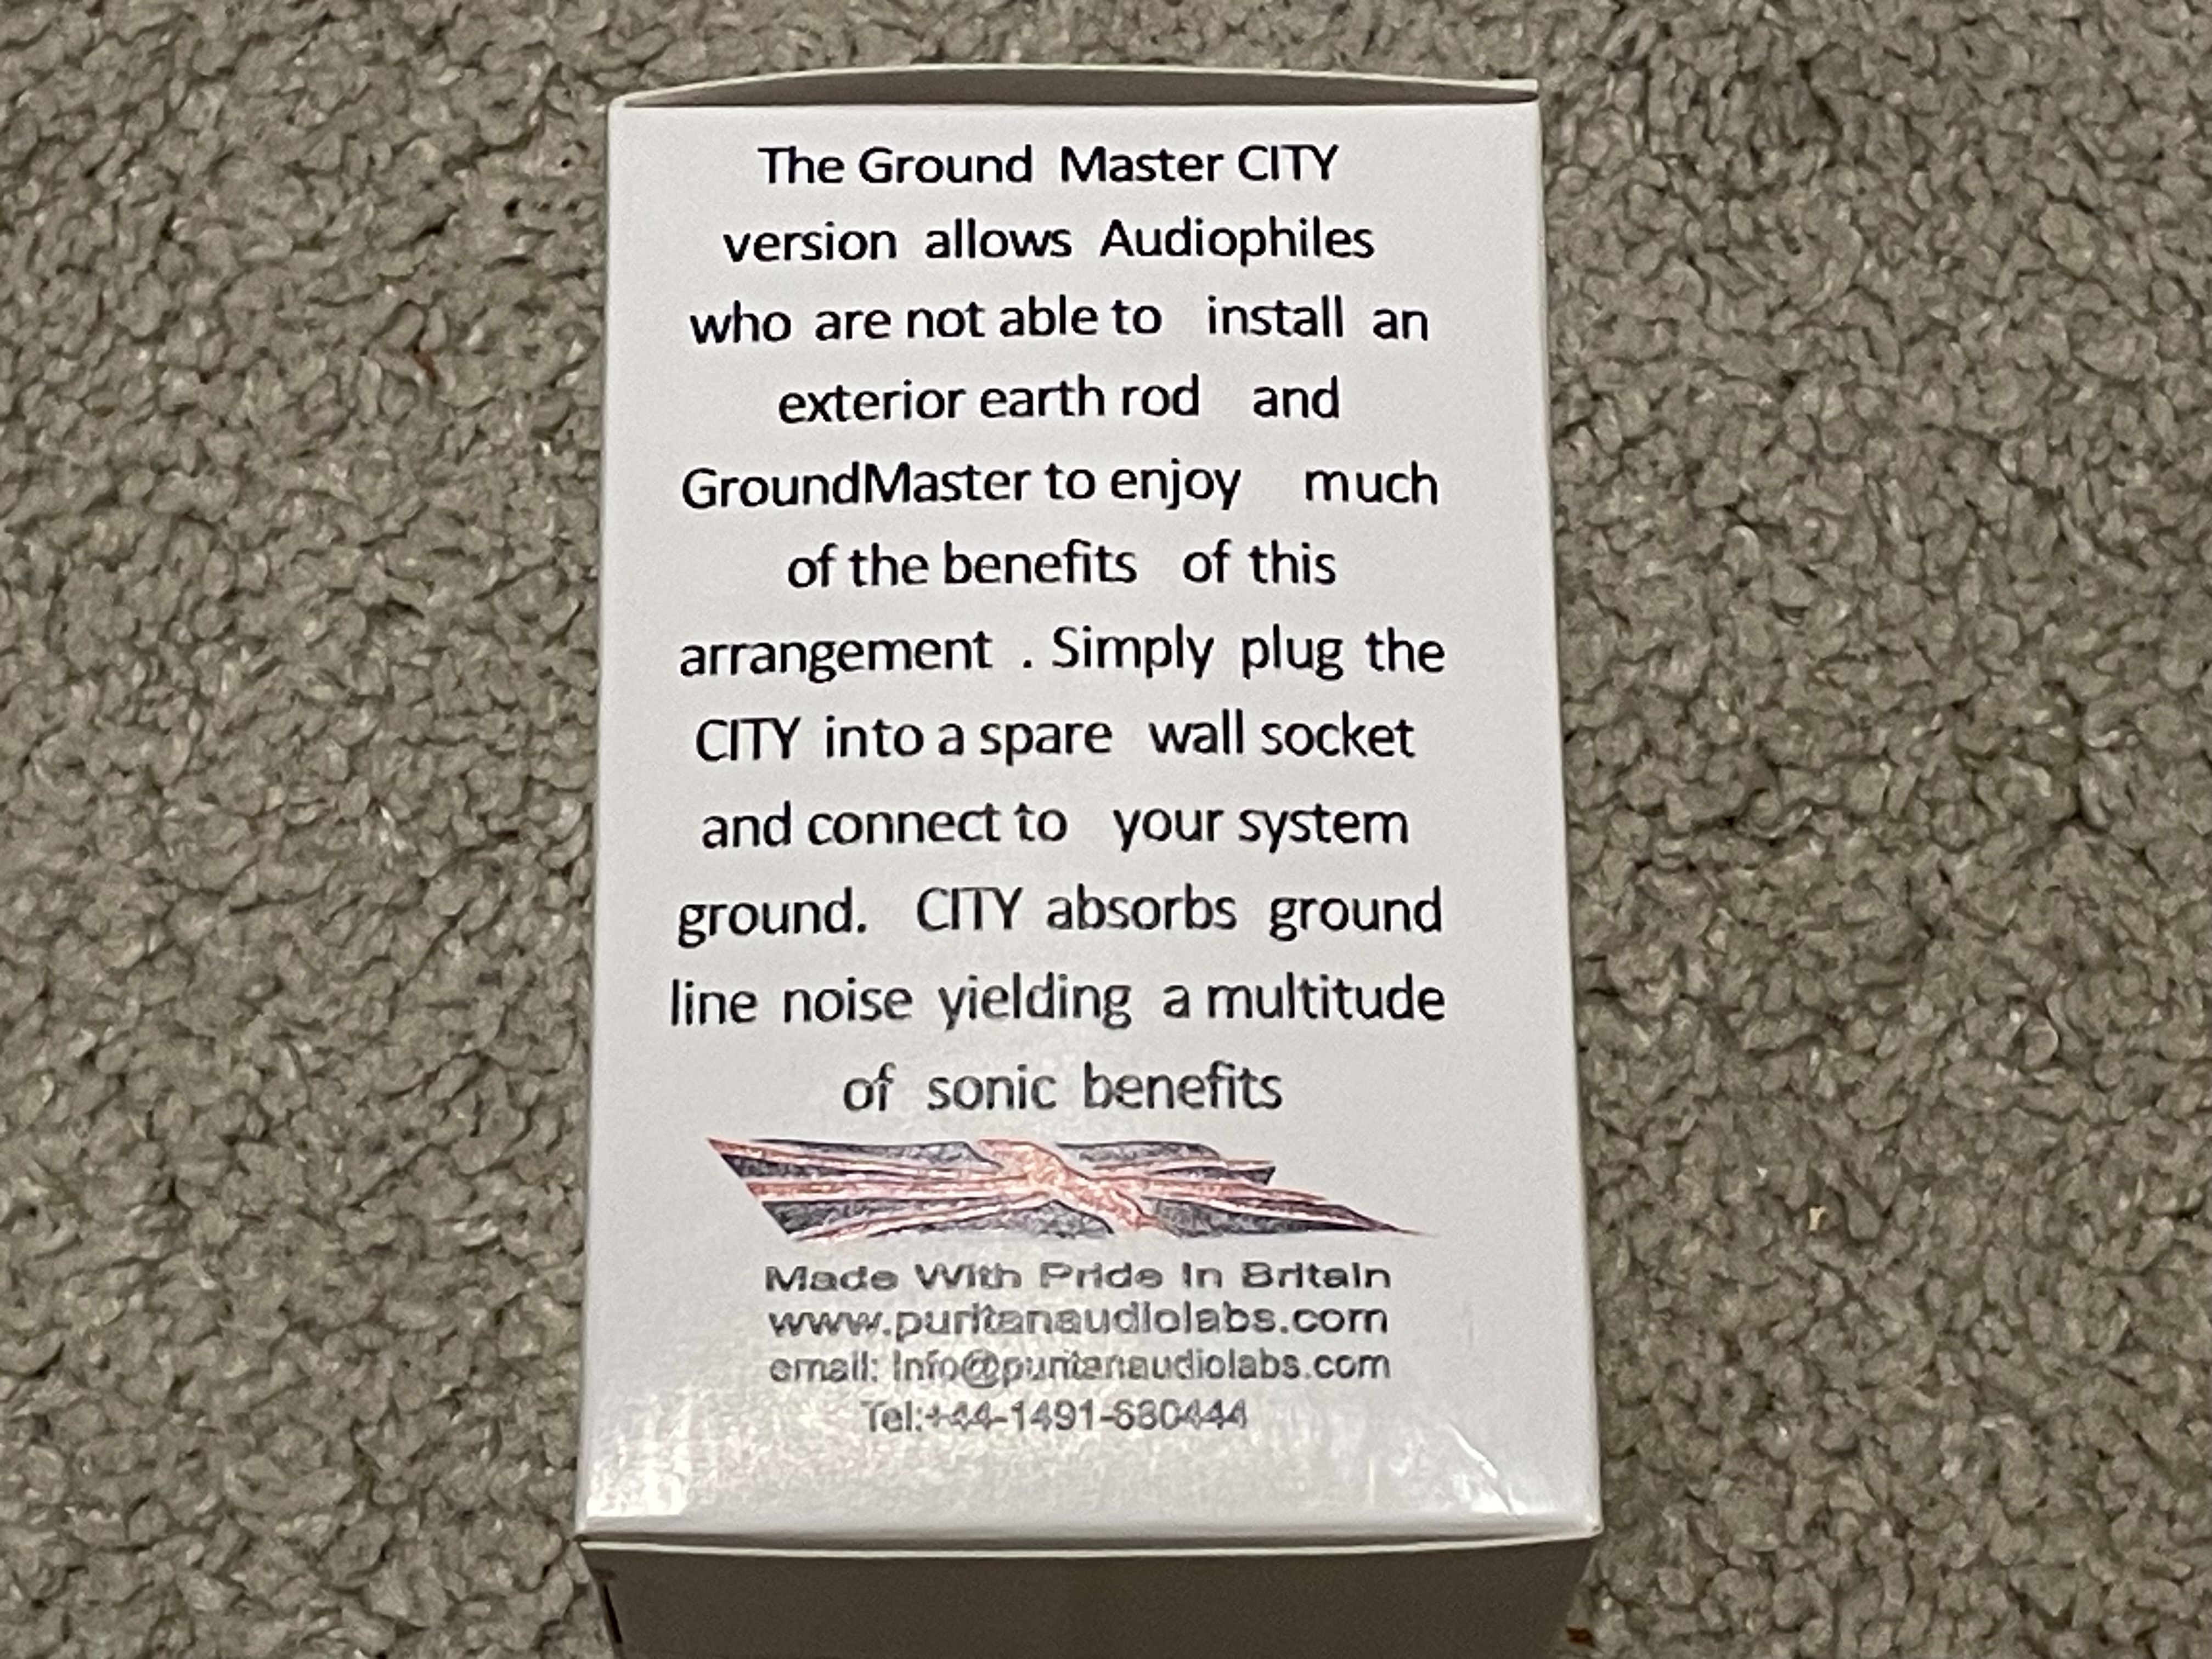 The Ground Master CITY
version allows Audiophiles
who are not able to install an
exterior earth rod and
GroundMaster to enjoy much
of the benefits of this
arrangement . Simply plug the
CITY into a spare wall socket
and connect to your system
ground. CITY absorbs ground
line noise yielding a multitude
of sonic benefits
Made With Pride In Britain
www.puritanaudiolabs.com
email: Info@puritanaudiolabs.com
Tel:+44-1491-680444